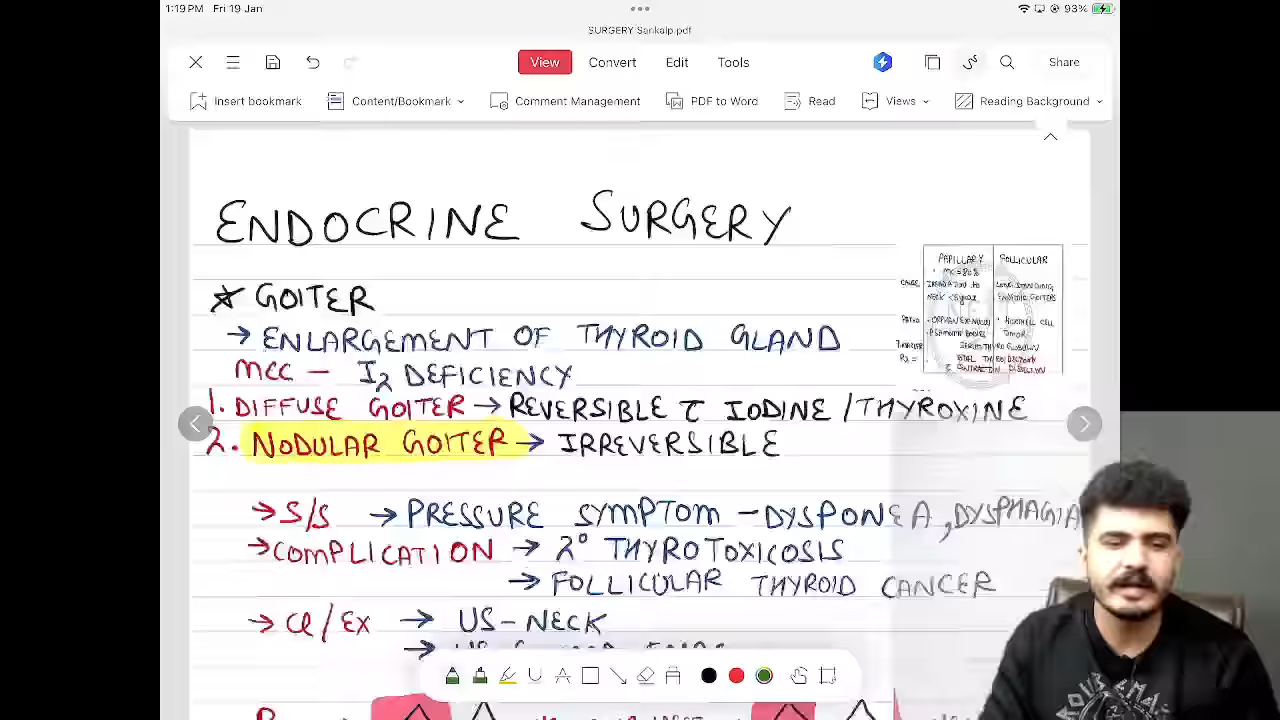 1:19 PM Fri 19 Jan
93%
SURGERY Sankalp.pdf
View Convert Edit Tools Share
Insert bookmark Content/Bookmark Comment Management PDF to Word Read Views Reading Background
ENDOCRINE SURGERY
GOITER
→ ENLARGEMENT OF THYROID GLAND
MCC - I2 DEFICIENCY
1. DIFFUSE GOITER → REVERSIBLE C IODINE / THYROXINE
2. NODULAR GOITER → IRREVERSIBLE
PAPILLARY FOLLICULAR
CAUSE
→ S/S → PRESSURE SYMPTOM - DYSPONEA, DYSPHAGIA
→ COMPLICATION → 2° THYROTOXICOSIS
→ FOLLICULAR THYROID CANCER
→ Cl/Ex → US-NECK